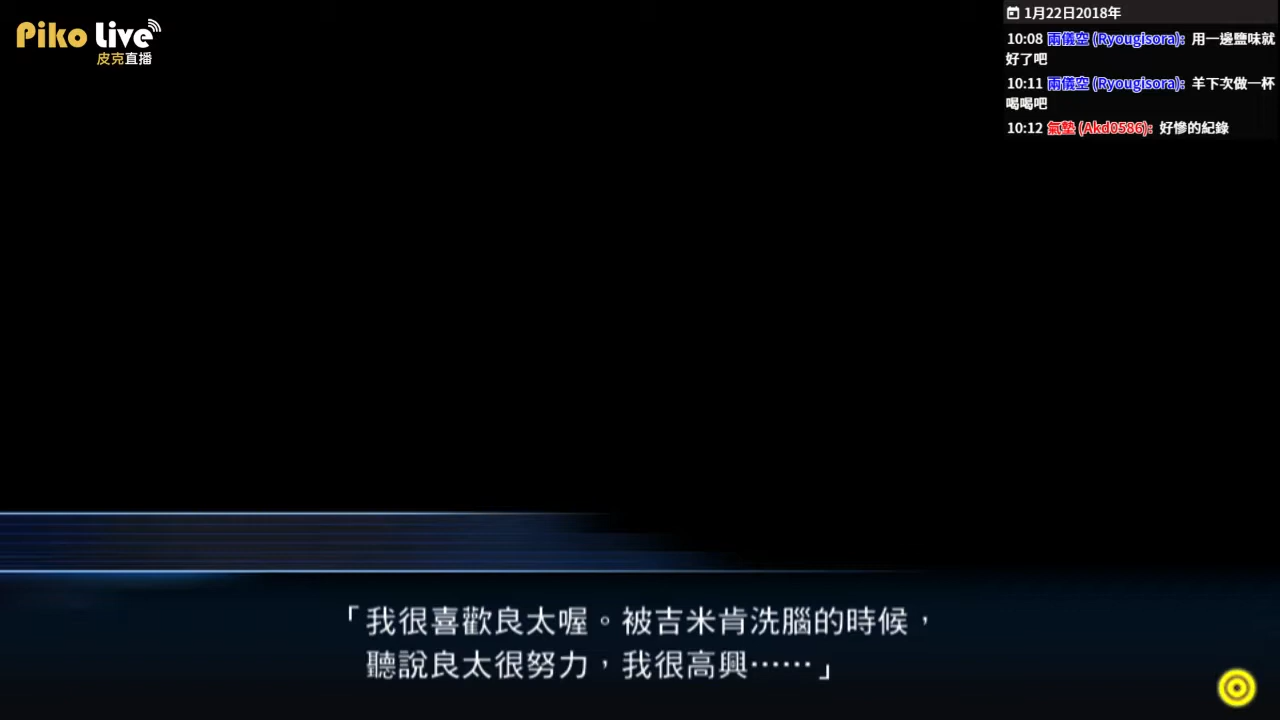 Piko Live
皮克直播
1月22日2018年
10:08 兩儀空 (Ryougisora): 用一邊鹽味就
好了吧
10:11 兩儀空 (Ryougisora): 羊下次做一杯
喝喝吧
10:12 氣墊 (Akd0586): 好慘的紀錄
「我很喜歡良太喔。被吉米肯洗腦的時候，
聽說良太很努力，我很高興⋯⋯」